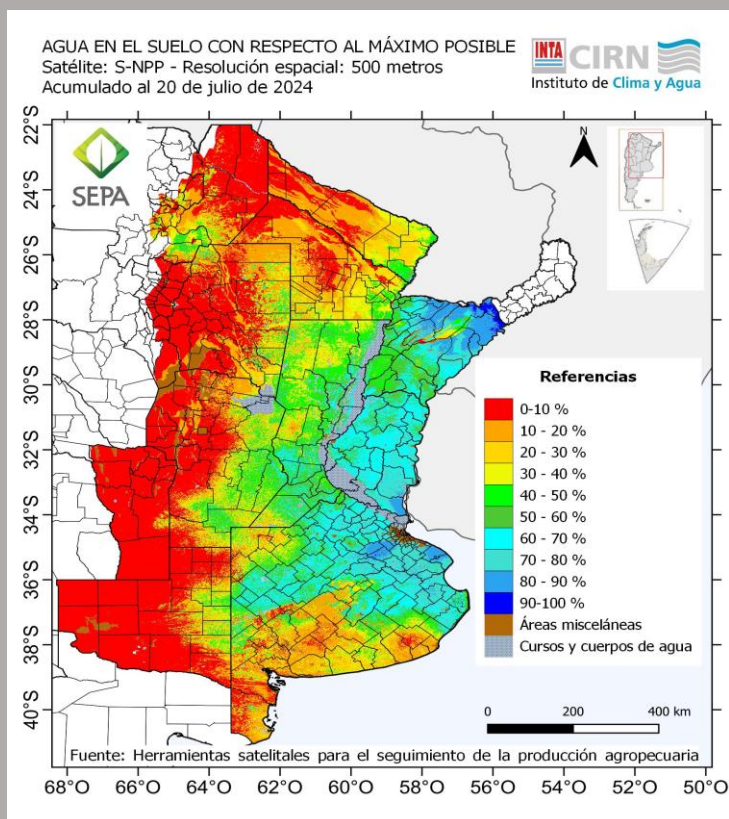 AGUA EN EL SUELO CON RESPECTO AL MÁXIMO POSIBLE
Satélite: S-NPP - Resolución espacial: 500 metros
Acumulado al 20 de julio de 2024
INTA CIRN
Instituto de Clima y Agua
SEPA
N
22°S
24°S
26°S
28°S
30°S
32°S
34°S
36°S
38°S
40°S
Referencias
0-10 %
10 - 20 %
20 - 30 %
30 - 40 %
40 - 50 %
50 - 60 %
60 - 70 %
70 - 80 %
80 - 90 %
90-100 %
Áreas misceláneas
Cursos y cuerpos de agua
0 200 400 km
Fuente: Herramientas satelitales para el seguimiento de la producción agropecuaria
68°O 66°O 64°O 62°O 60°O 58°O 56°O 54°O 52°O 50°O